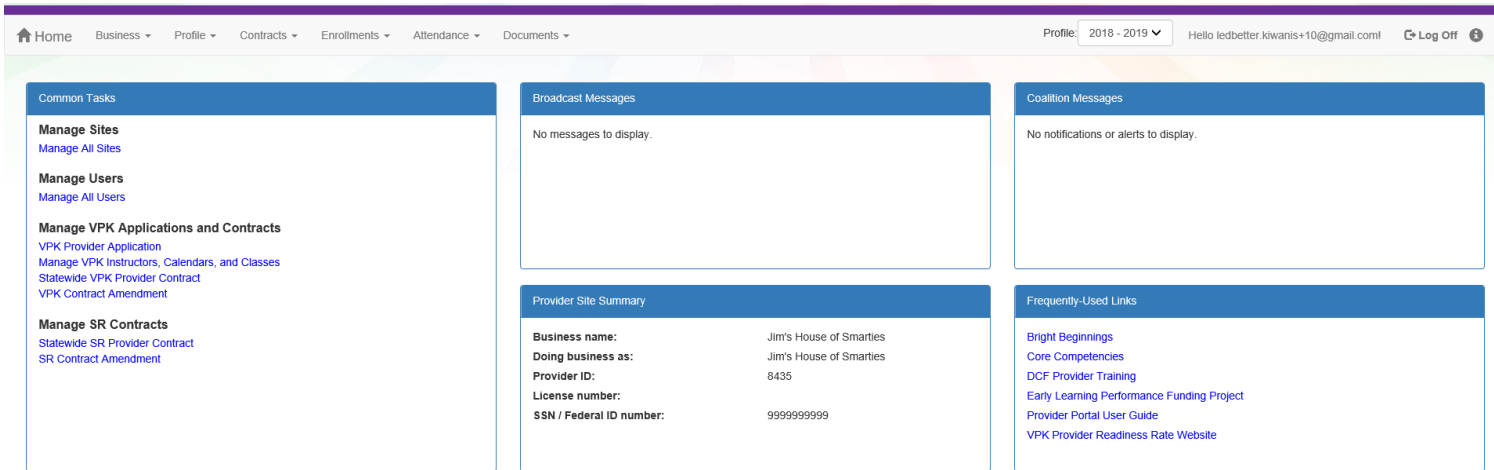 Home Business Profile Contracts Enrollments Attendance Documents Profile: 2018 - 2019 Hello ledbetter.kiwanis+10@gmail.com! Log Off
Common Tasks
Manage Sites
Manage All Sites
Manage Users
Manage All Users
Manage VPK Applications and Contracts
VPK Provider Application
Manage VPK Instructors, Calendars, and Classes
Statewide VPK Provider Contract
VPK Contract Amendment
Manage SR Contracts
Statewide SR Provider Contract
SR Contract Amendment
Broadcast Messages
No messages to display.
Coalition Messages
No notifications or alerts to display.
Provider Site Summary
Business name: Jim's House of Smarties
Doing business as: Jim's House of Smarties
Provider ID: 8435
License number:
SSN / Federal ID number: 9999999999
Frequently-Used Links
Bright Beginnings
Core Competencies
DCF Provider Training
Early Learning Performance Funding Project
Provider Portal User Guide
VPK Provider Readiness Rate Website